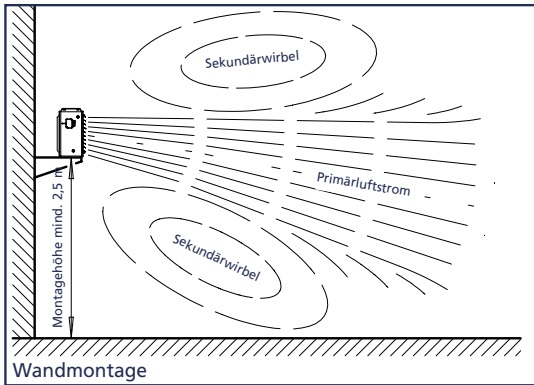 Sekundärwirbel
Primärluftstrom
Sekundärwirbel
Montagehöhe mind. 2,5 m
Wandmontage